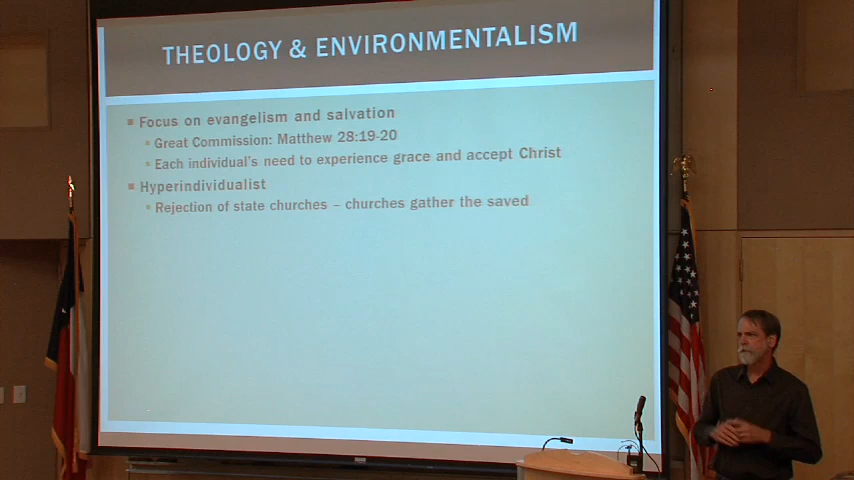 THEOLOGY & ENVIRONMENTALISM
Focus on evangelism and salvation
Great Commission: Matthew 28:19-20
Each individual's need to experience grace and accept Christ
Hyperindividualist
Rejection of state churches – churches gather the saved